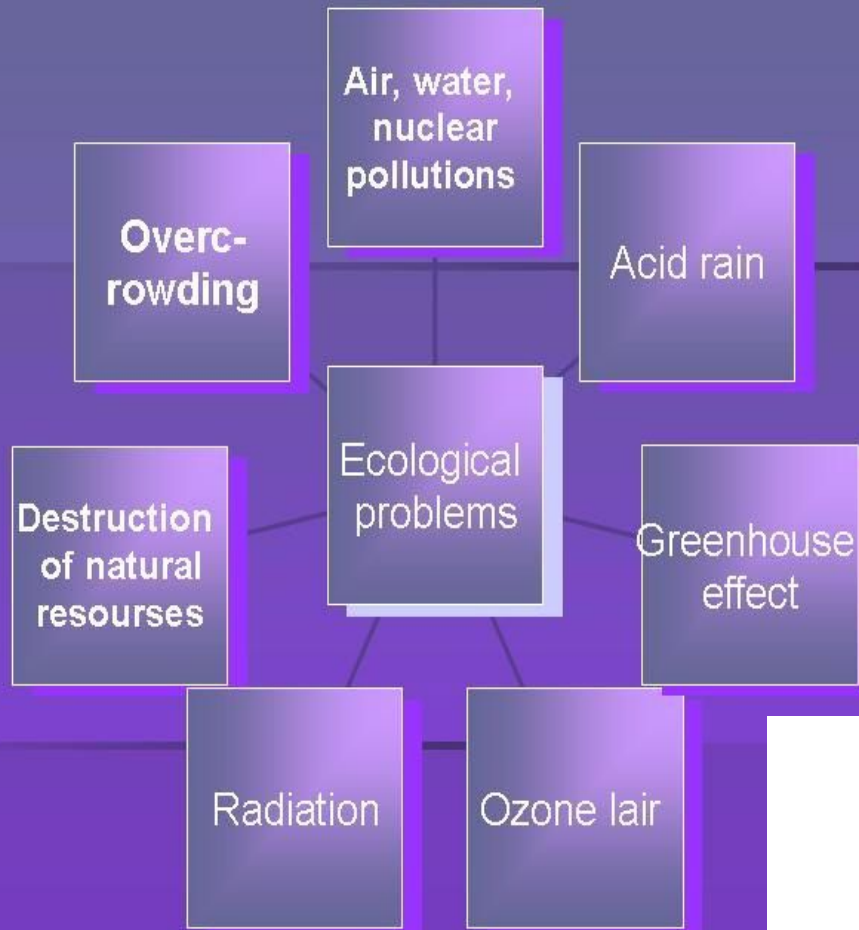 Air, water,
nuclear
pollutions
Overc-
rowding
Acid rain
Ecological
problems
Destruction
of natural
resourses
Greenhouse
effect
Radiation
Ozone lair